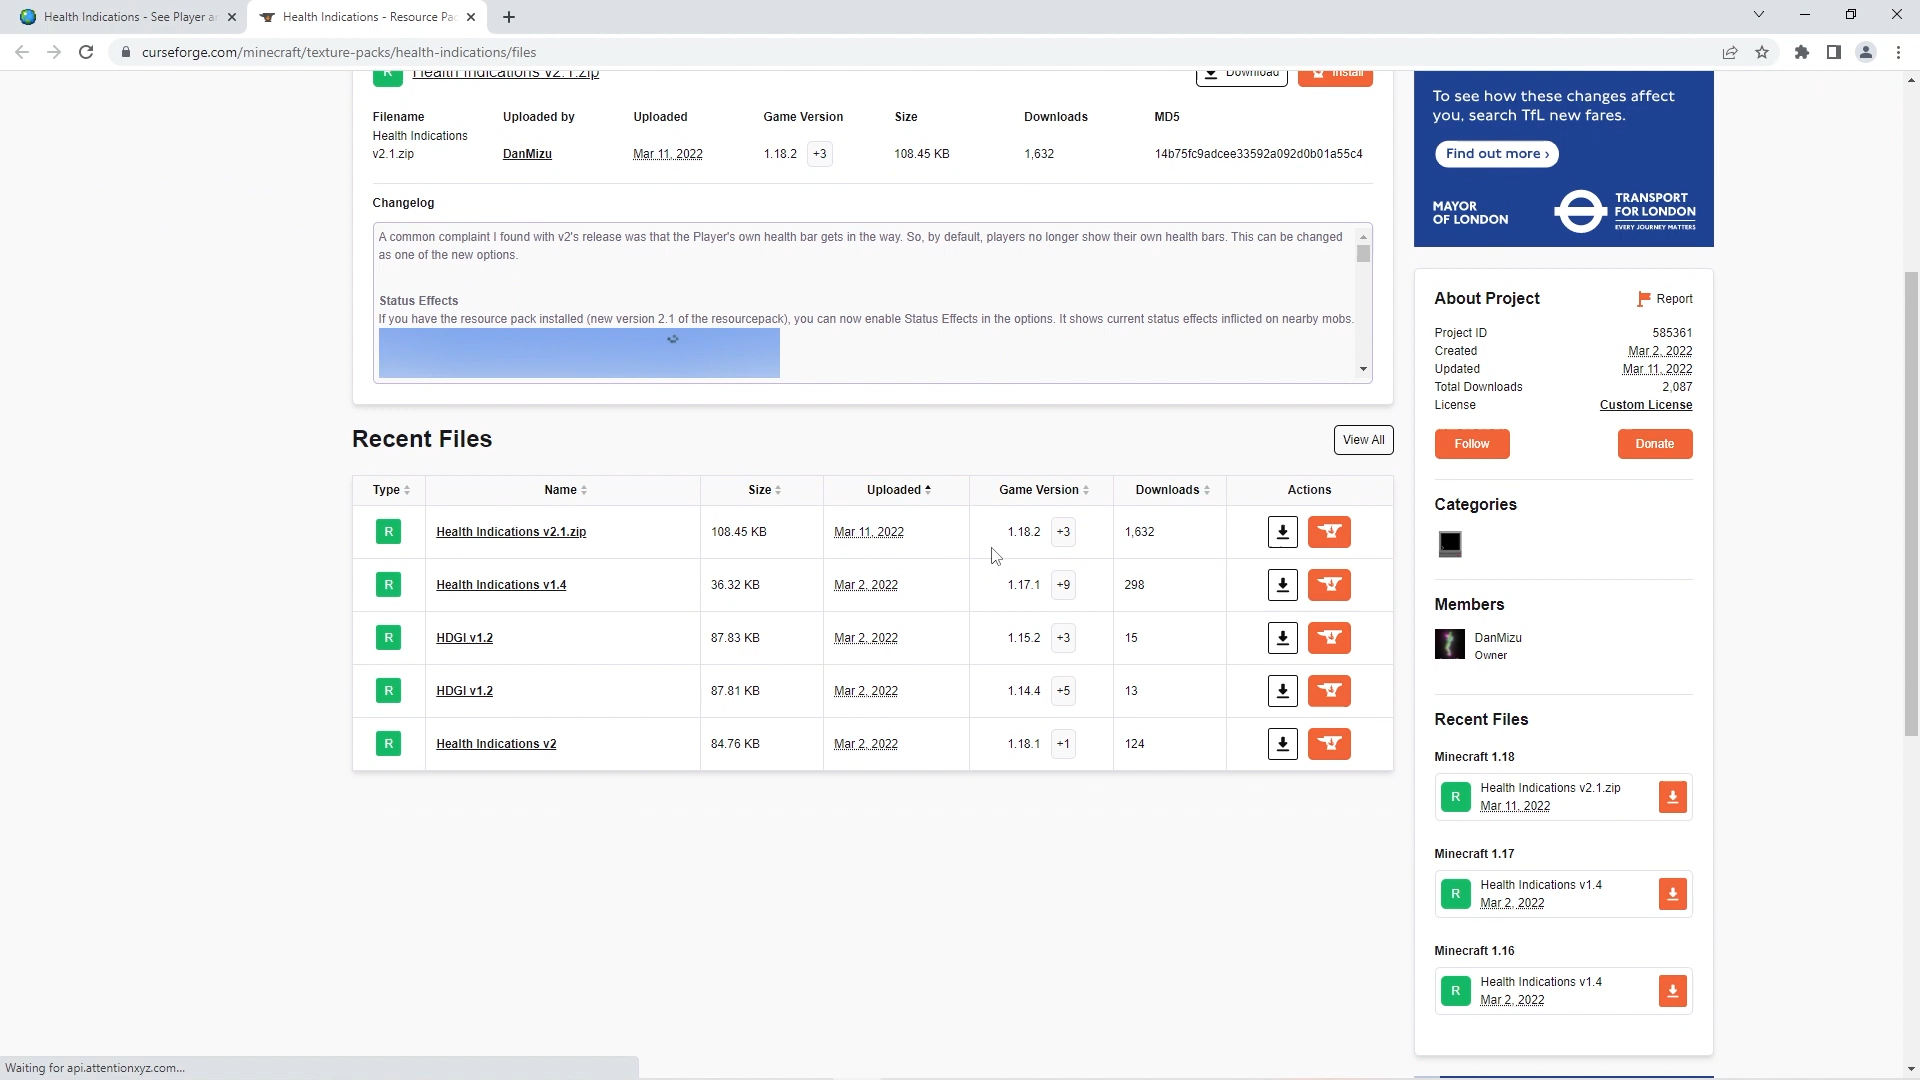 Health Indications - See Player an
Health Indications - Resource Pac
curseforge.com/minecraft/texture-packs/health-indications/files
R Health Indications v2.1.zip
Download
Install
Filename Uploaded by Uploaded Game Version Size Downloads MD5
Health Indications
v2.1.zip DanMizu Mar 11, 2022 1.18.2 +3 108.45 KB 1,632 14b75fc9adcee33592a092d0b01a55c4
Changelog
A common complaint I found with v2's release was that the Player's own health bar gets in the way. So, by default, players no longer show their own health bars. This can be changed
as one of the new options.
Status Effects
If you have the resource pack installed (new version 2.1 of the resourcepack), you can now enable Status Effects in the options. It shows current status effects inflicted on nearby mobs.
Recent Files
View All
Type Name Size Uploaded Game Version Downloads Actions
R Health Indications v2.1.zip 108.45 KB Mar 11, 2022 1.18.2 +3 1,632
R Health Indications v1.4 36.32 KB Mar 2, 2022 1.17.1 +9 298
R HDGI v1.2 87.83 KB Mar 2, 2022 1.15.2 +3 15
R HDGI v1.2 87.81 KB Mar 2, 2022 1.14.4 +5 13
R Health Indications v2 84.76 KB Mar 2, 2022 1.18.1 +1 124
To see how these changes affect
you, search TfL new fares.
Find out more ›
MAYOR
OF LONDON
TRANSPORT
FOR LONDON
EVERY JOURNEY MATTERS
About Project
Report
Project ID 585361
Created Mar 2, 2022
Updated Mar 11, 2022
Total Downloads 2,087
License Custom License
Follow
Donate
Categories
Members
DanMizu
Owner
Recent Files
Minecraft 1.18
R Health Indications v2.1.zip
Mar 11, 2022
Minecraft 1.17
R Health Indications v1.4
Mar 2, 2022
Minecraft 1.16
R Health Indications v1.4
Mar 2, 2022
Waiting for api.attentionxyz.com...